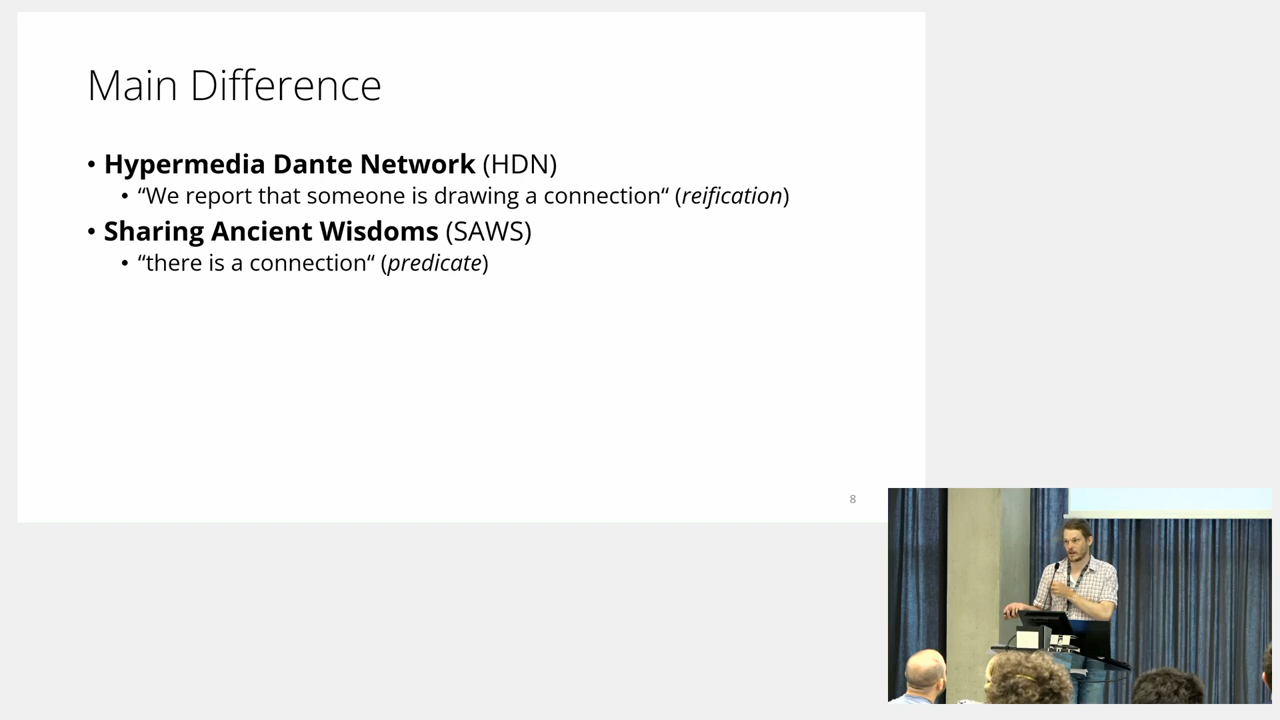 Main Difference
• Hypermedia Dante Network (HDN)
• “We report that someone is drawing a connection“ (reification)
• Sharing Ancient Wisdoms (SAWS)
• “there is a connection“ (predicate)
8